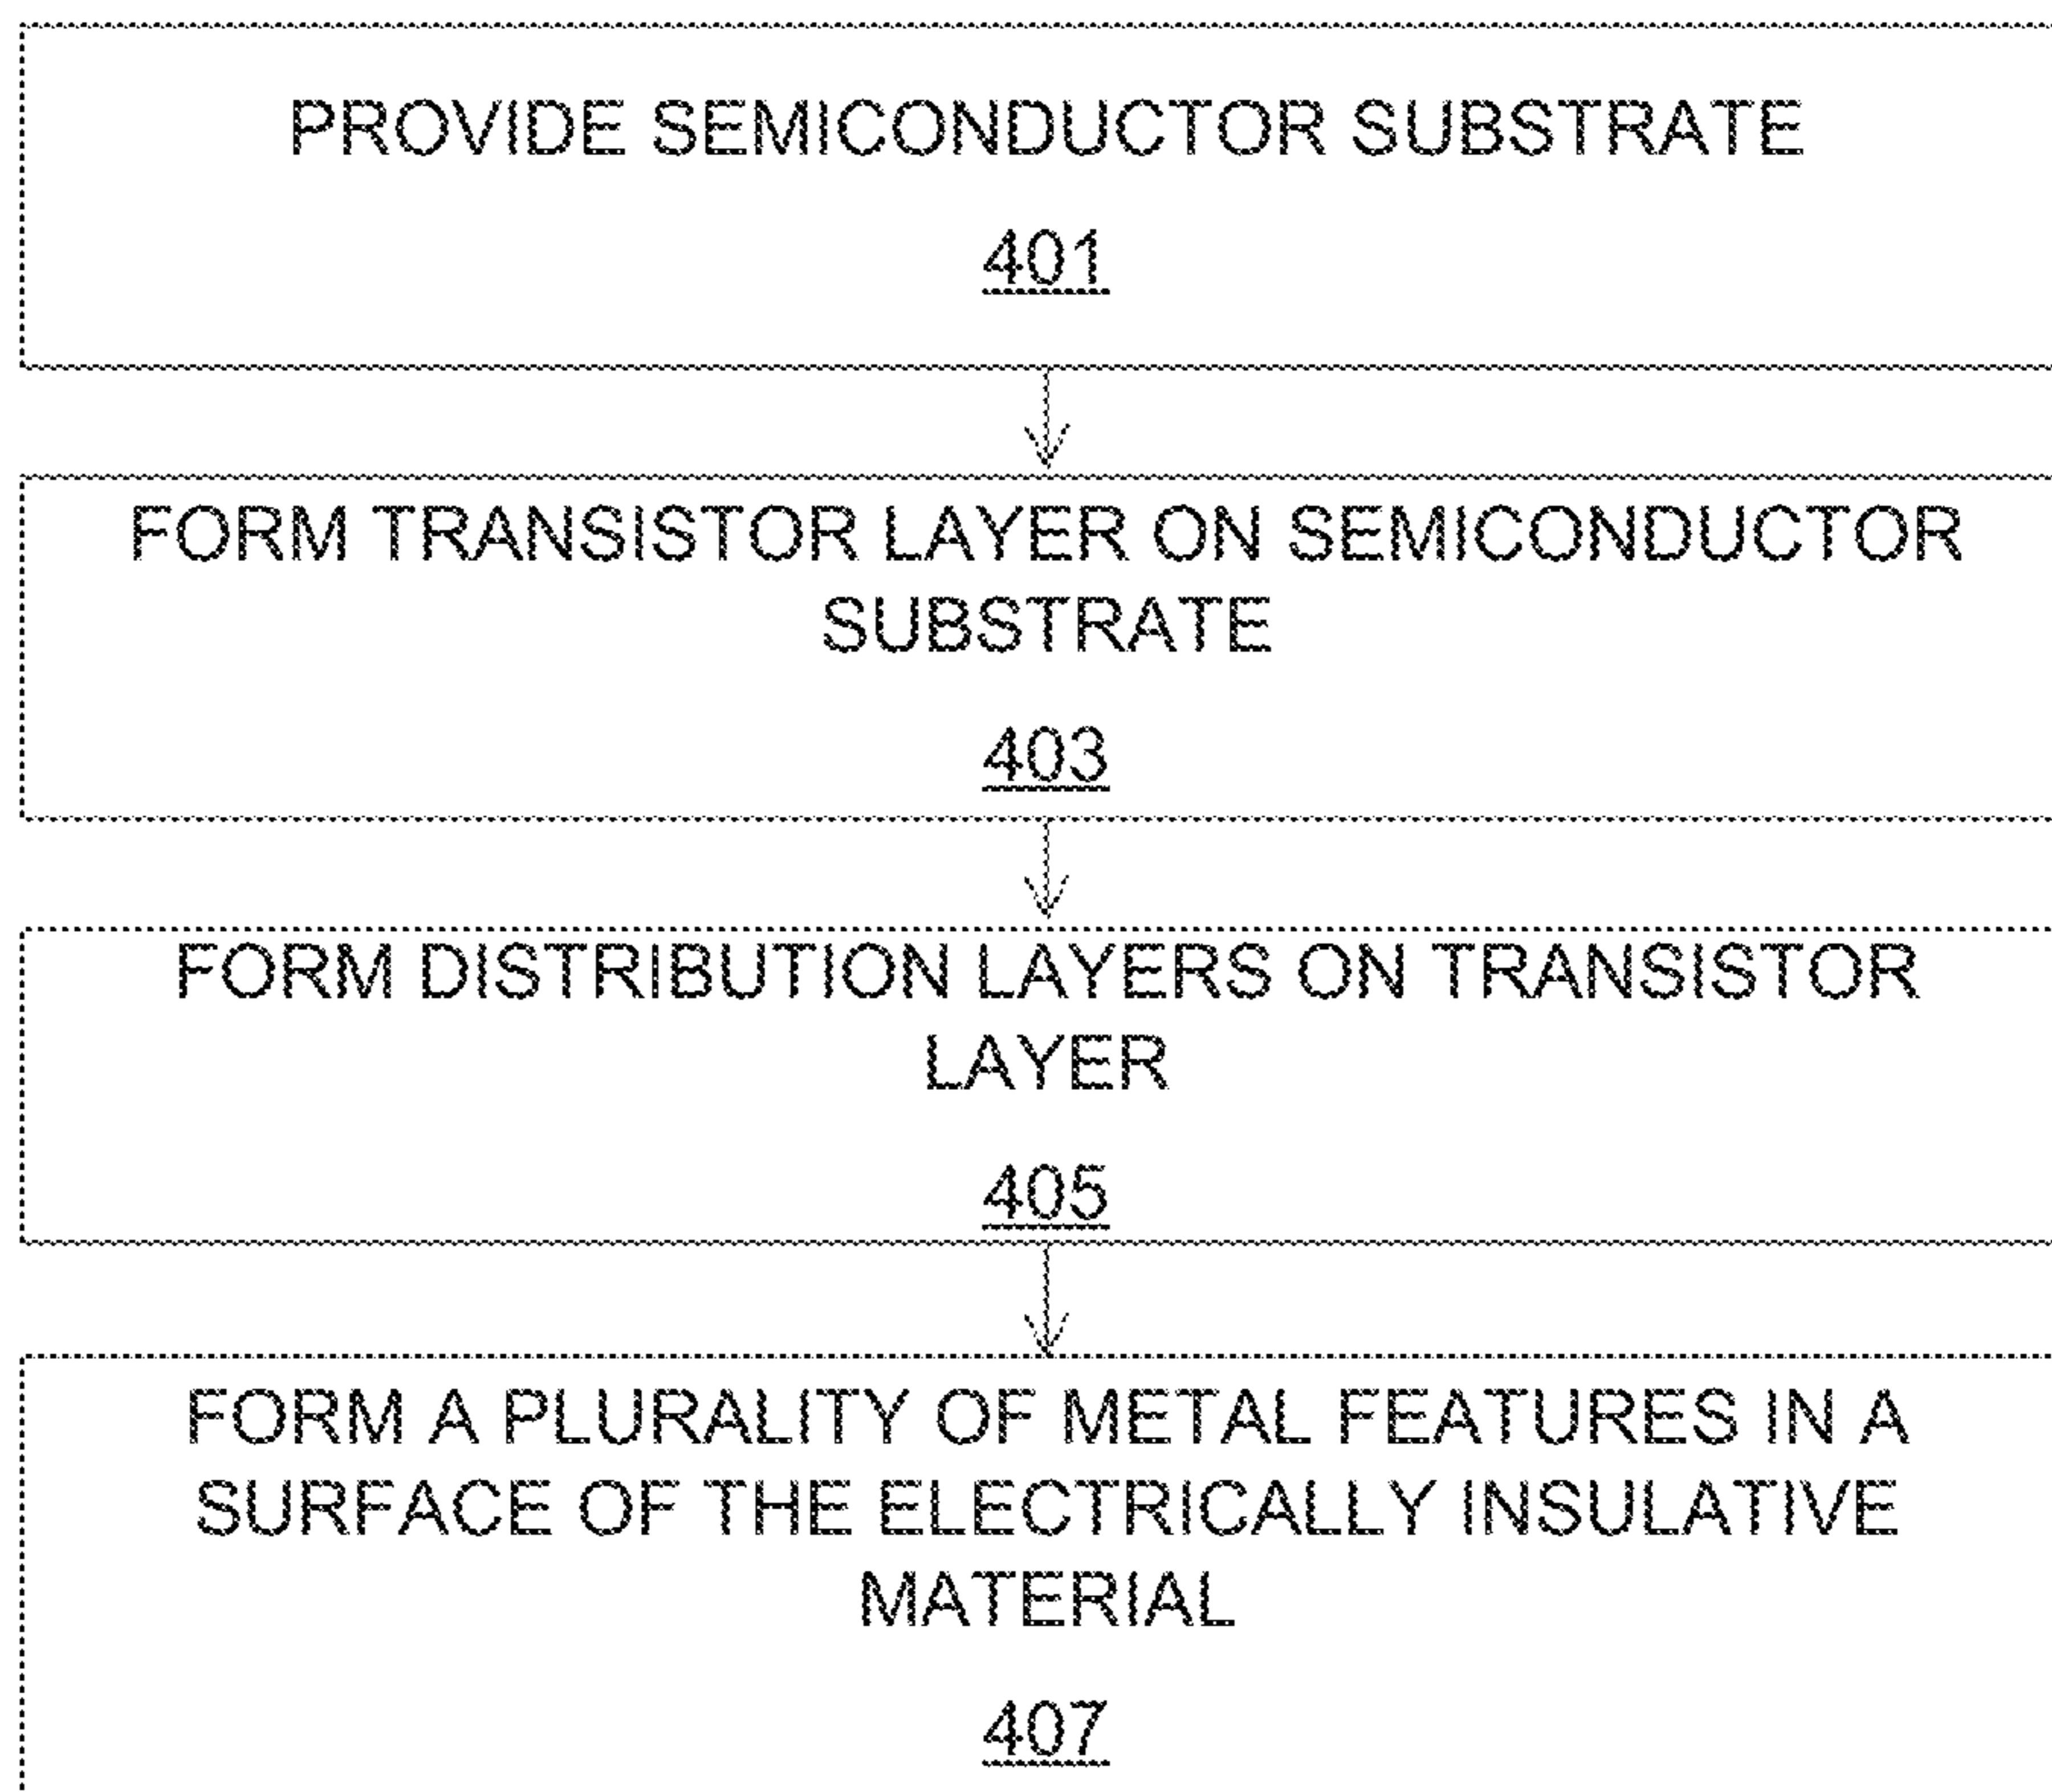 PROVIDE SEMICONDUCTOR SUBSTRATE
401
FORM TRANSISTOR LAYER ON SEMICONDUCTOR
SUBSTRATE
403
FORM DISTRIBUTION LAYERS ON TRANSISTOR
LAYER
405
FORM A PLURALITY OF METAL FEATURES IN A
SURFACE OF THE ELECTRICALLY INSULATIVE
MATERIAL
407